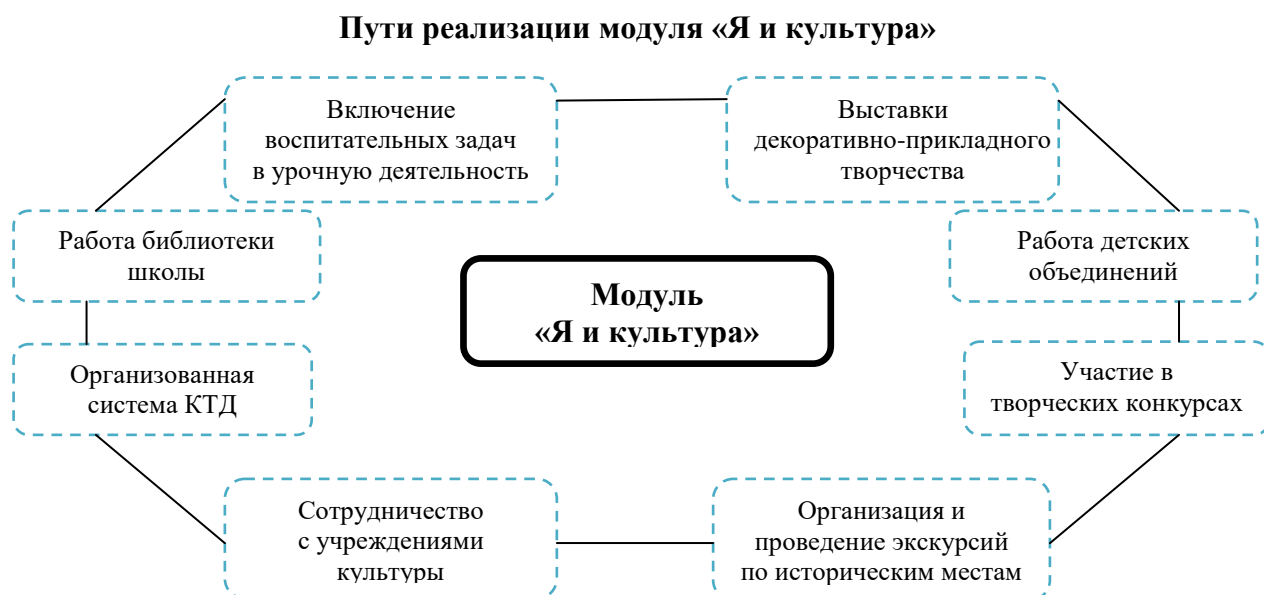 Пути реализации модуля «Я и культура»
Включение
воспитательных задач
в урочную деятельность
Выставки
декоративно-прикладного
творчества
Работа библиотеки
школы
Работа детских
объединений
Модуль
«Я и культура»
Организованная
система КТД
Участие в
творческих конкурсах
Сотрудничество
с учреждениями
культуры
Организация и
проведение экскурсий
по историческим местам